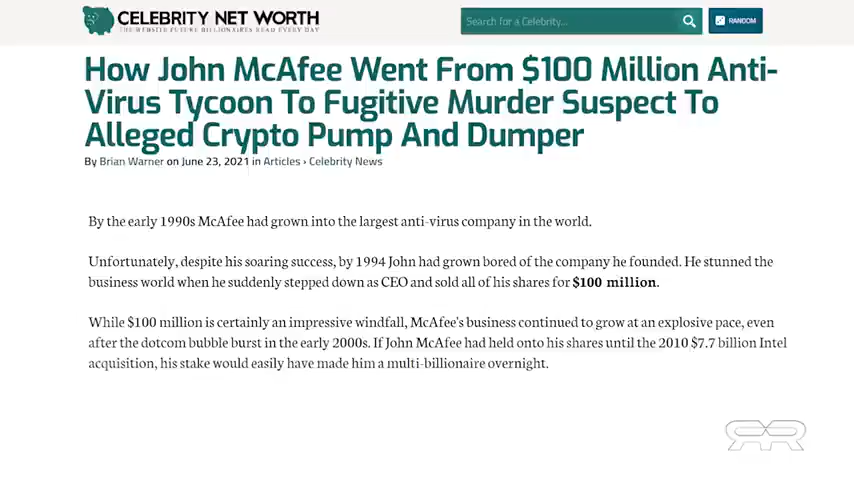 CELEBRITY NET WORTH
THE WEBSITE FUTURE BILLIONAIRES READ EVERY DAY
Search for a Celebrity...
RANDOM
How John McAfee Went From $100 Million Anti-
Virus Tycoon To Fugitive Murder Suspect To
Alleged Crypto Pump And Dumper
By Brian Warner on June 23, 2021 in Articles › Celebrity News
By the early 1990s McAfee had grown into the largest anti-virus company in the world.
Unfortunately, despite his soaring success, by 1994 John had grown bored of the company he founded. He stunned the
business world when he suddenly stepped down as CEO and sold all of his shares for $100 million.
While $100 million is certainly an impressive windfall, McAfee's business continued to grow at an explosive pace, even
after the dotcom bubble burst in the early 2000s. If John McAfee had held onto his shares until the 2010 $7.7 billion Intel
acquisition, his stake would easily have made him a multi-billionaire overnight.